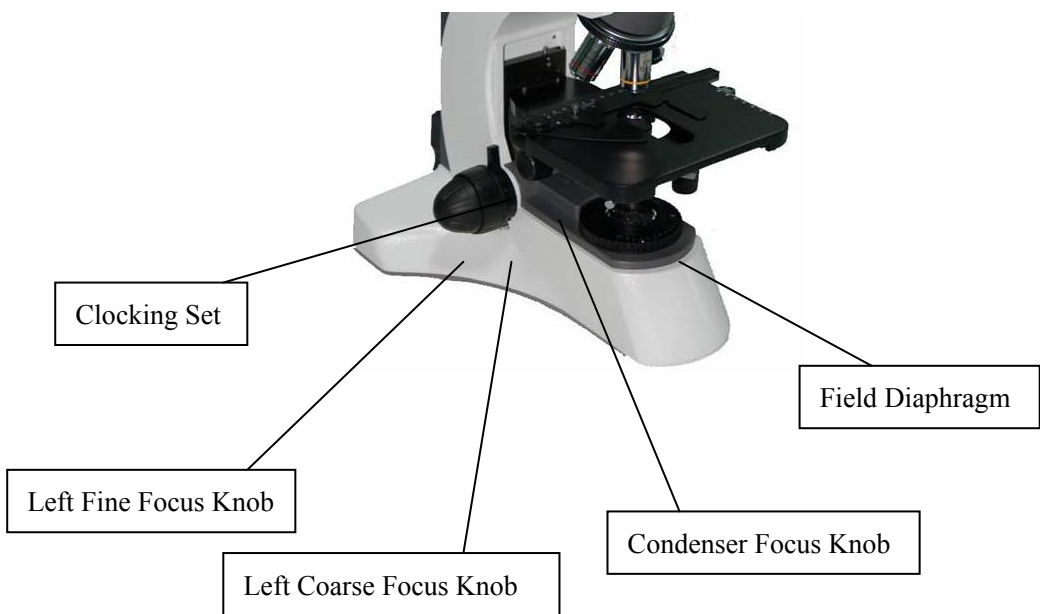 Clocking Set
Field Diaphragm
Left Fine Focus Knob
Condenser Focus Knob
Left Coarse Focus Knob